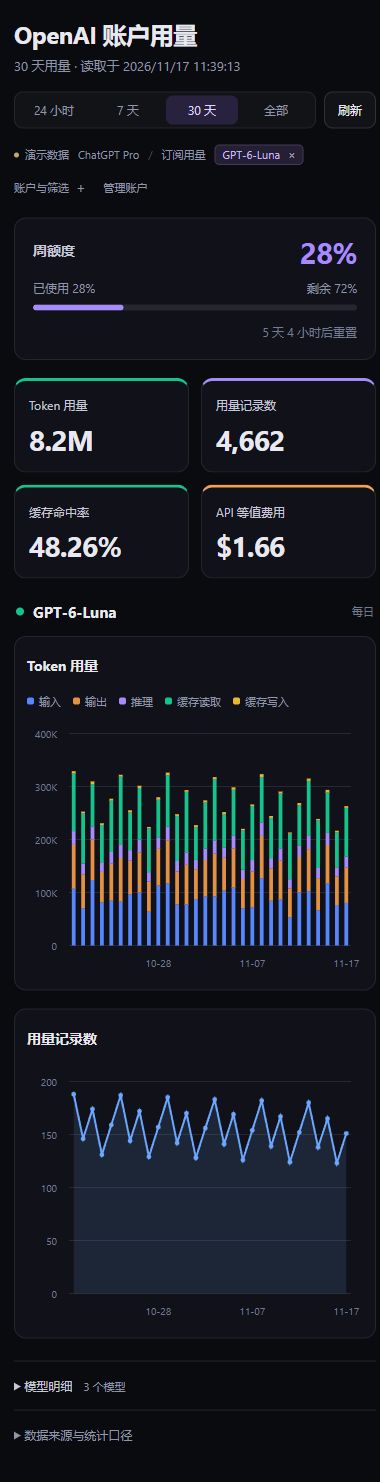 OpenAI 账户用量
30 天用量 · 读取于 2026/11/17 11:39:13
24 小时 7 天 30 天 全部 刷新
演示数据 ChatGPT Pro / 订阅用量 GPT-6-Luna ×
账户与筛选 + 管理账户
周额度 28%
已使用 28% 剩余 72%
5 天 4 小时后重置
Token 用量 用量记录数
8.2M 4,662
缓存命中率 API 等值费用
48.26% $1.66
GPT-6-Luna 每日
Token 用量
输入 输出 推理 缓存读取 缓存写入
400K
300K
200K
100K
0
10-28 11-07 11-17
用量记录数
200
150
100
50
0
10-28 11-07 11-17
▶ 模型明细 3 个模型
▶ 数据来源与统计口径